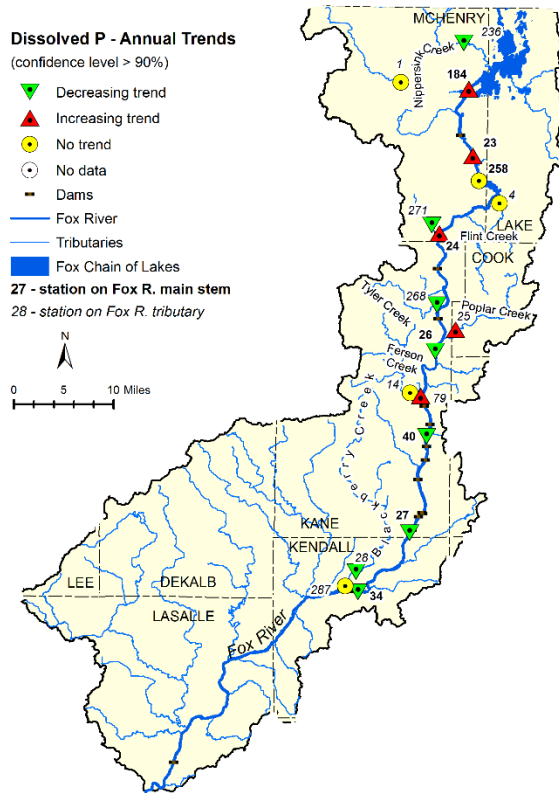 MCHENRY
Dissolved P - Annual Trends
(confidence level > 90%)
Decreasing trend
Increasing trend
No trend
No data
Dams
Fox River
Tributaries
Fox Chain of Lakes
27 - station on Fox R. main stem
28 - station on Fox R. tributary
N
0 5 10 Miles
236
1
Nippersink Creek
184
23
258
4
271
LAKE
24
Flint Creek
COOK
268
Tyler Creek
Poplar Creek
25
26
Ferson Creek
14
79
40
Blackberry Creek
27
KANE
KENDALL
28
287
34
LEE
DEKALB
LASALLE
Fox River